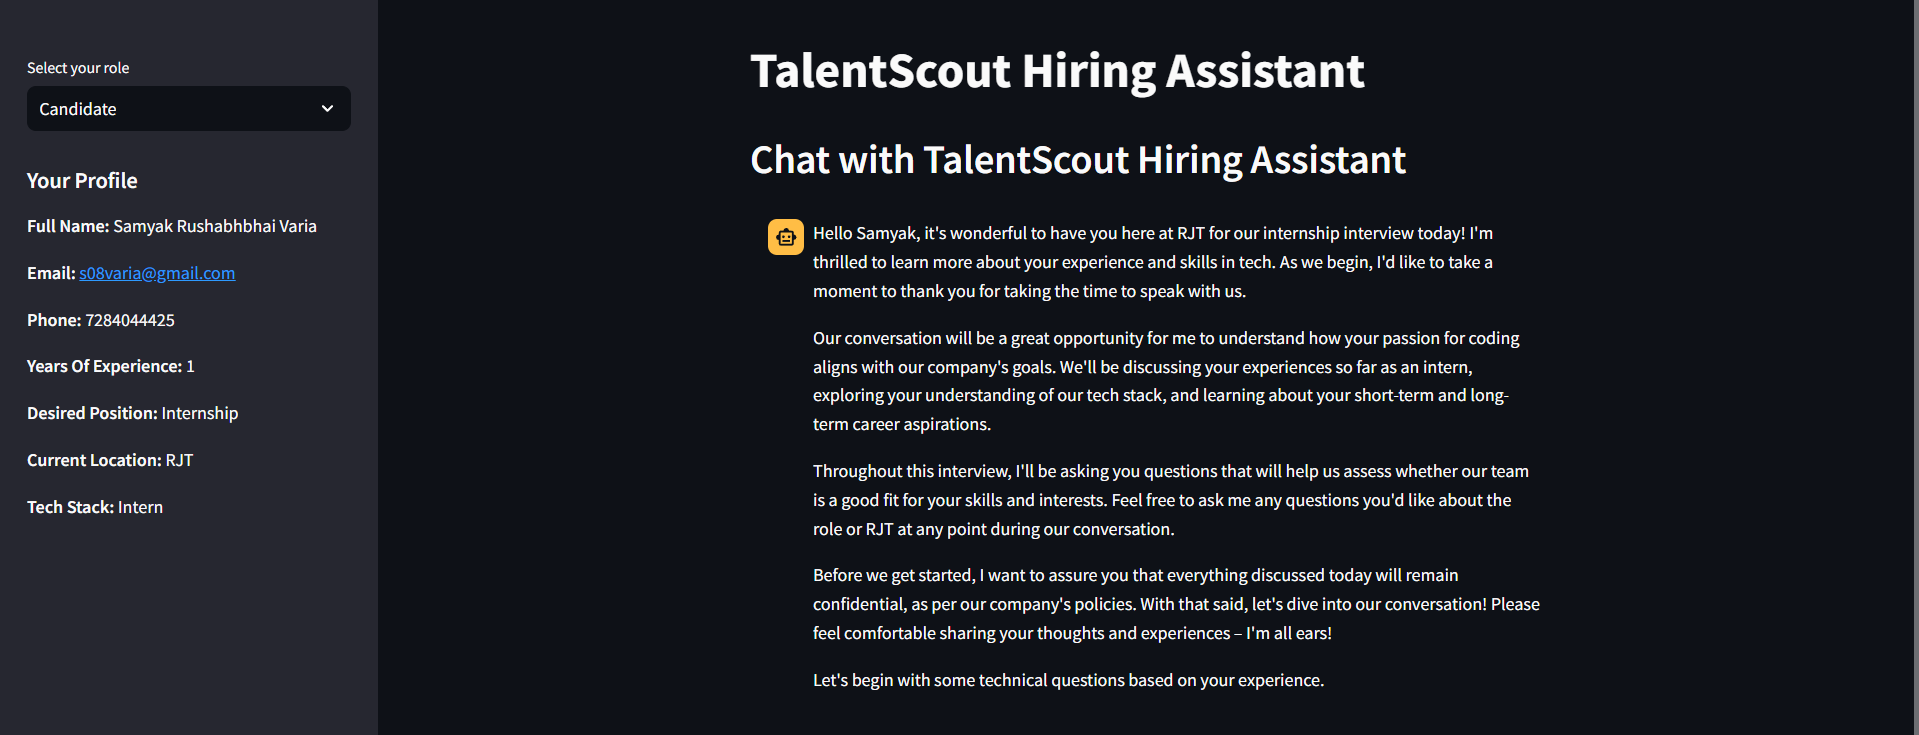 Select your role
Candidate
Your Profile
Full Name: Samyak Rushabhbhai Varia
Email: s08varia@gmail.com
Phone: 7284044425
Years Of Experience: 1
Desired Position: Internship
Current Location: RJT
Tech Stack: Intern
TalentScout Hiring Assistant
Chat with TalentScout Hiring Assistant
Hello Samyak, it's wonderful to have you here at RJT for our internship interview today! I'm
thrilled to learn more about your experience and skills in tech. As we begin, I'd like to take a
moment to thank you for taking the time to speak with us.
Our conversation will be a great opportunity for me to understand how your passion for coding
aligns with our company's goals. We'll be discussing your experiences so far as an intern,
exploring your understanding of our tech stack, and learning about your short-term and long-
term career aspirations.
Throughout this interview, I'll be asking you questions that will help us assess whether our team
is a good fit for your skills and interests. Feel free to ask me any questions you'd like about the
role or RJT at any point during our conversation.
Before we get started, I want to assure you that everything discussed today will remain
confidential, as per our company's policies. With that said, let's dive into our conversation! Please
feel comfortable sharing your thoughts and experiences – I'm all ears!
Let's begin with some technical questions based on your experience.